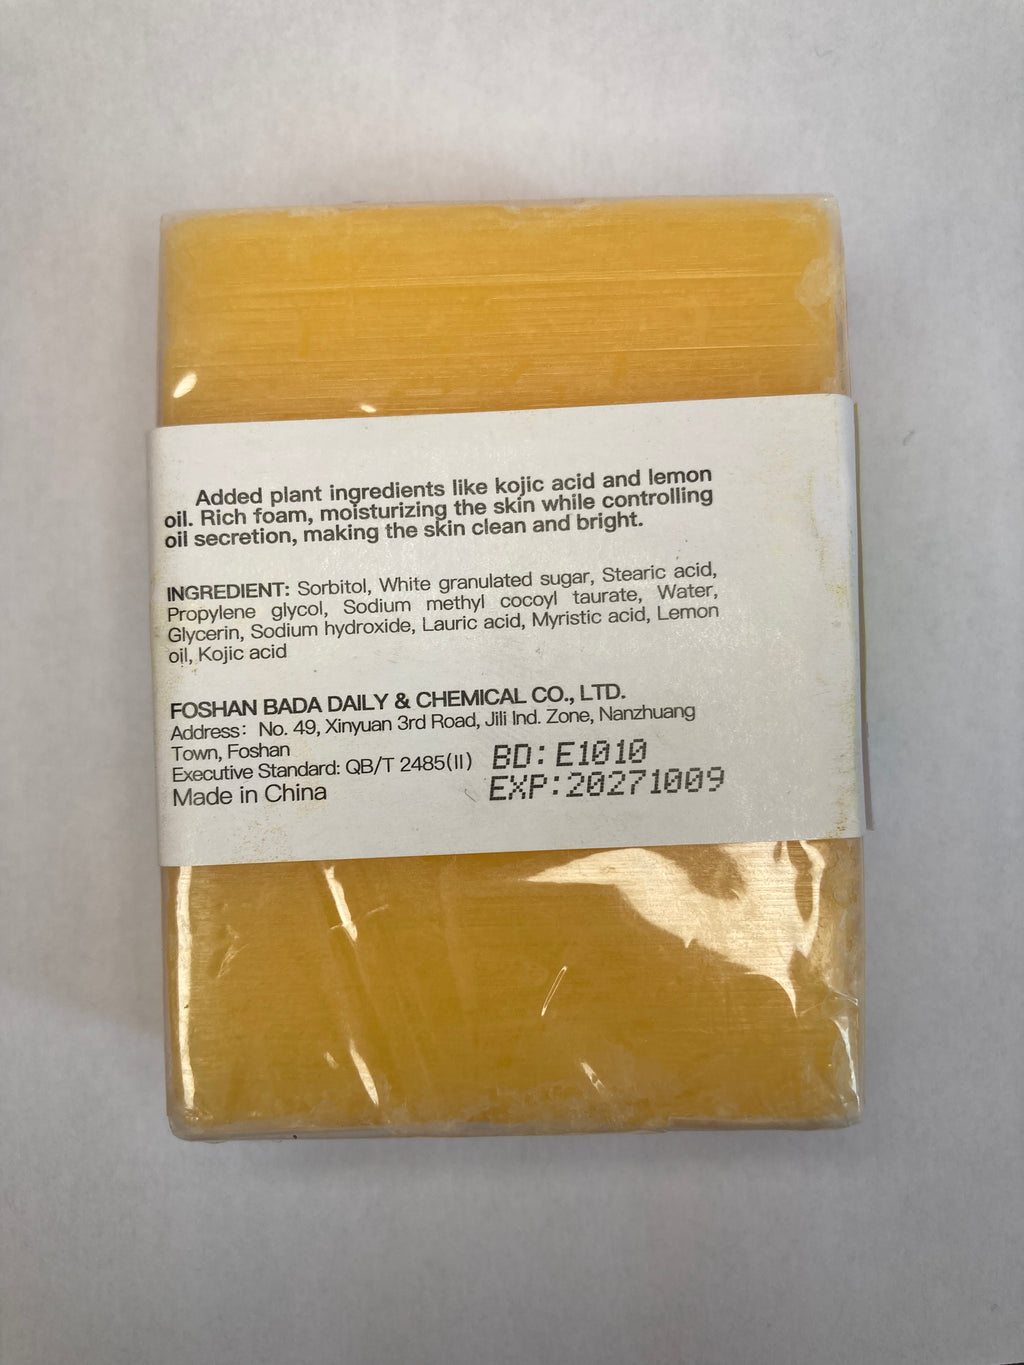 Added plant ingredients like kojic acid and lemon
oil. Rich foam, moisturizing the skin while controlling
oil secretion, making the skin clean and bright.
INGREDIENT: Sorbitol, White granulated sugar, Stearic acid,
Propylene glycol, Sodium methyl cocoyl taurate, Water,
Glycerin, Sodium hydroxide, Lauric acid, Myristic acid, Lemon
oil, Kojic acid
FOSHAN BADA DAILY & CHEMICAL CO., LTD.
Address: No. 49, Xinyuan 3rd Road, Jili Ind. Zone, Nanzhuang
Town, Foshan
Executive Standard: QB/T 2485(II)
Made in China
BD: E1010
EXP:20271009